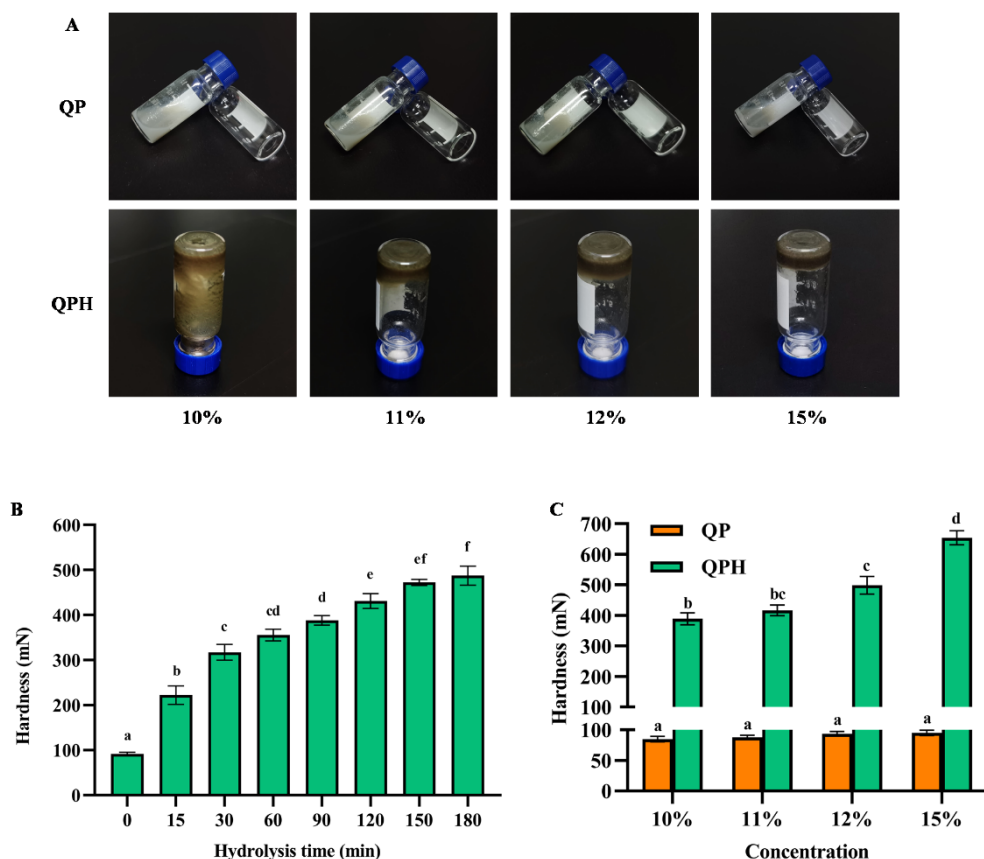 A
QP
QPH
10%
11%
12%
15%
B
600
500
400
300
200
100
0
Hardness (mN)
a
b
c
cd
d
e
ef
f
0
15
30
60
90
120
150
180
Hydrolysis time (min)
C
QP
QPH
700
600
500
400
300
200
100
100
50
0
Hardness (mN)
a
b
a
bc
a
c
a
d
10%
11%
12%
15%
Concentration